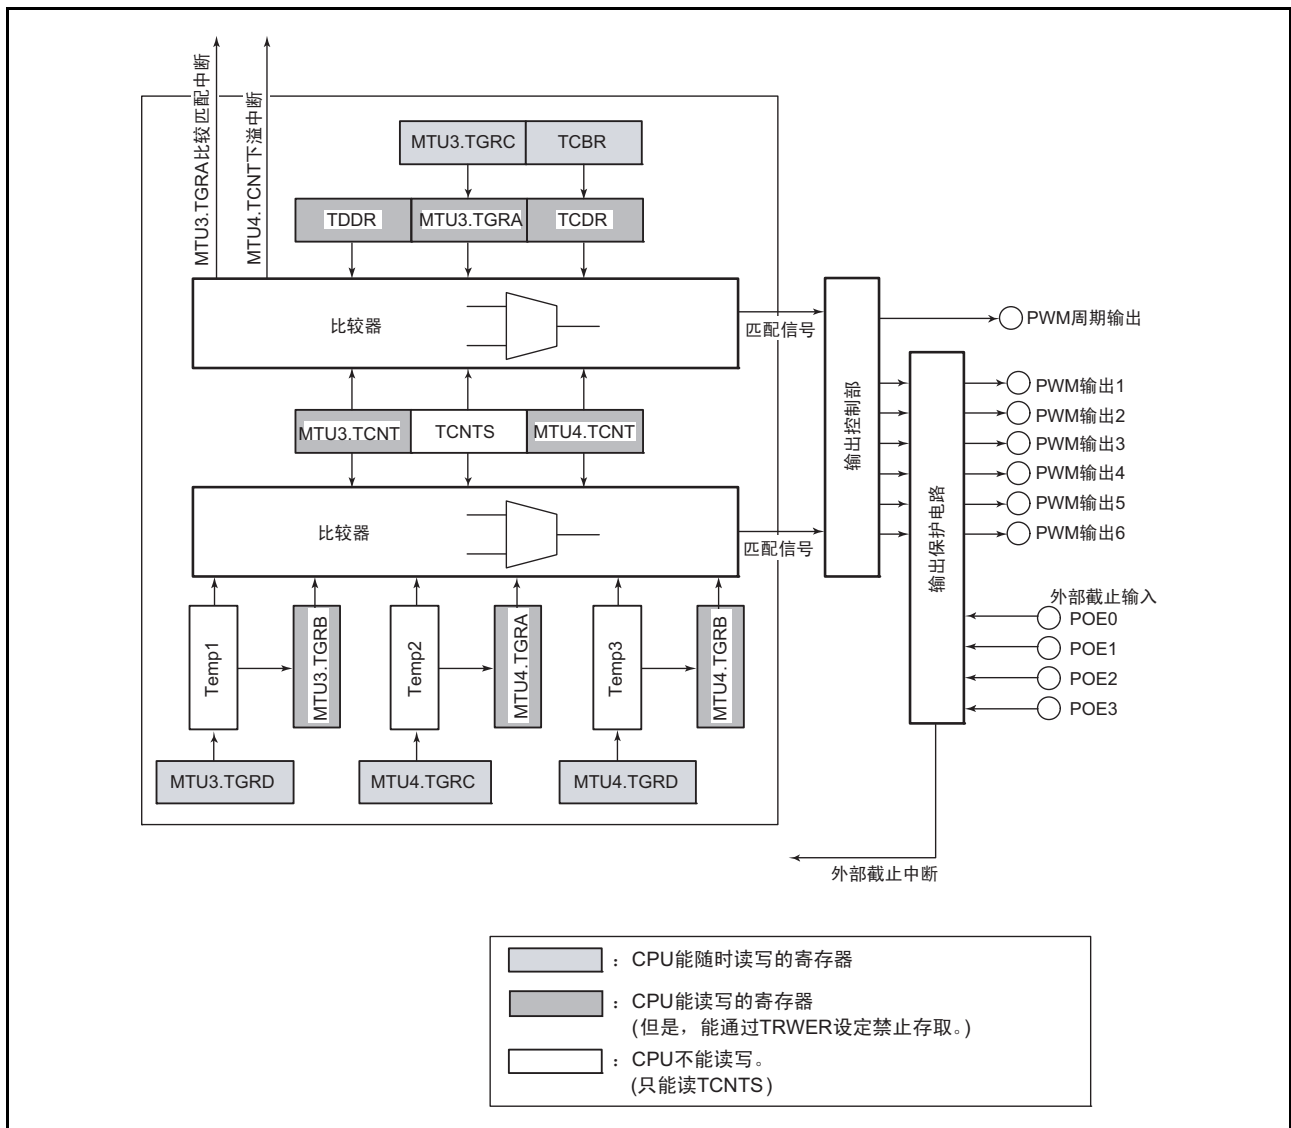 MTU3.TGRA比较匹配中断
MTU4.TCNT下溢中断
MTU3.TGRC
TCBR
TDDR
MTU3.TGRA
TCDR
比较器
匹配信号
MTU3.TCNT
TCNTS
MTU4.TCNT
比较器
匹配信号
输出控制部
输出保护电路
PWM周期输出
PWM输出1
PWM输出2
PWM输出3
PWM输出4
PWM输出5
PWM输出6
外部截止输入
POE0
POE1
POE2
POE3
Temp1
MTU3.TGRB
Temp2
MTU4.TGRA
Temp3
MTU4.TGRB
MTU3.TGRD
MTU4.TGRC
MTU4.TGRD
外部截止中断
：CPU能随时读写的寄存器
：CPU能读写的寄存器
(但是，能通过TRWER设定禁止存取。)
：CPU不能读写。
(只能读TCNTS)